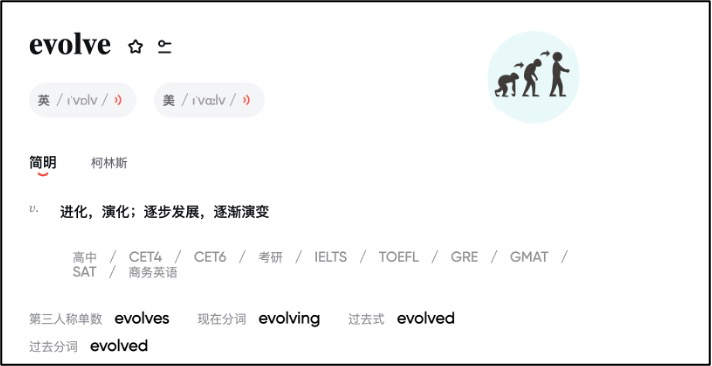 evolve
英 / ɪˈvɒlv / 美 / ɪˈvɑːlv /
简明 柯林斯
v. 进化，演化；逐步发展，逐渐演变
高中 / CET4 / CET6 / 考研 / IELTS / TOEFL / GRE / GMAT /
SAT / 商务英语
第三人称单数 evolves 现在分词 evolving 过去式 evolved
过去分词 evolved